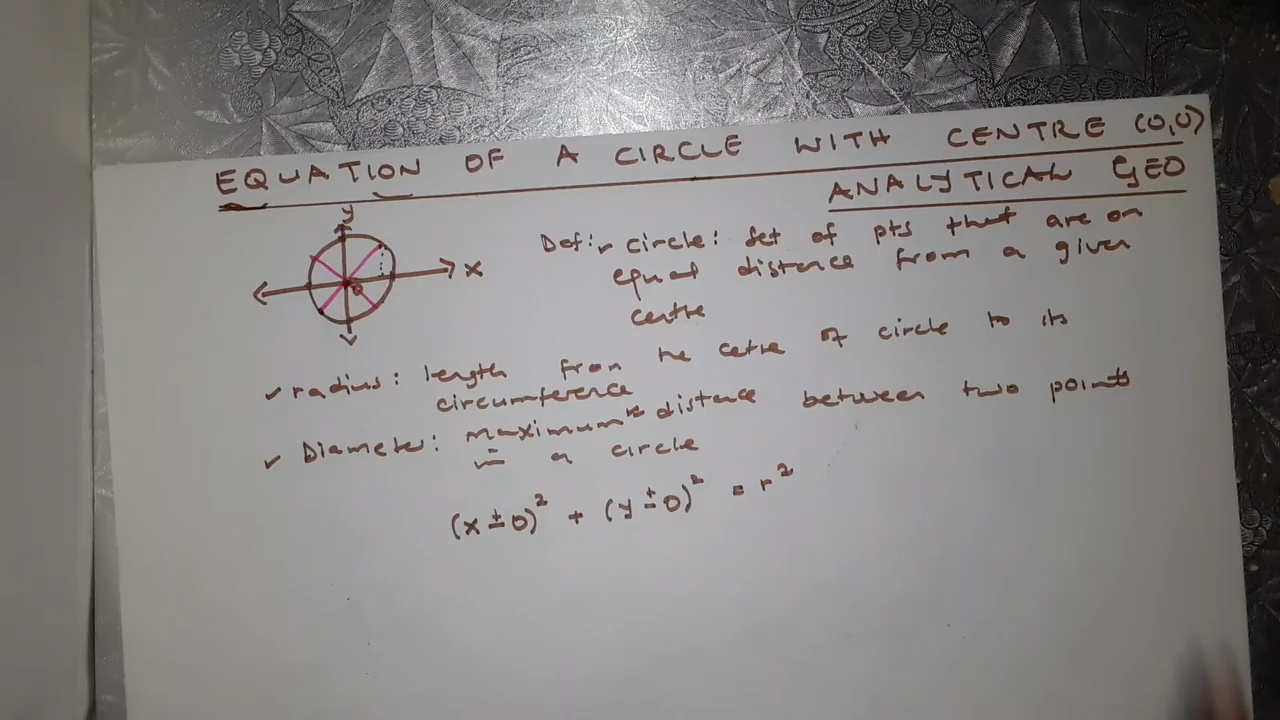 EQUATION OF A CIRCLE WITH CENTRE (0,0)
ANALYTICAL GEO
y
x
0
Def: circle: set of pts that are on
equal distance from a given
centre
✓ radius: length from the cetre of circle to its
circumference
✓ Diameter: maximum distance between two points
in a circle
(x ± 0)² + (y ± 0)² = r²